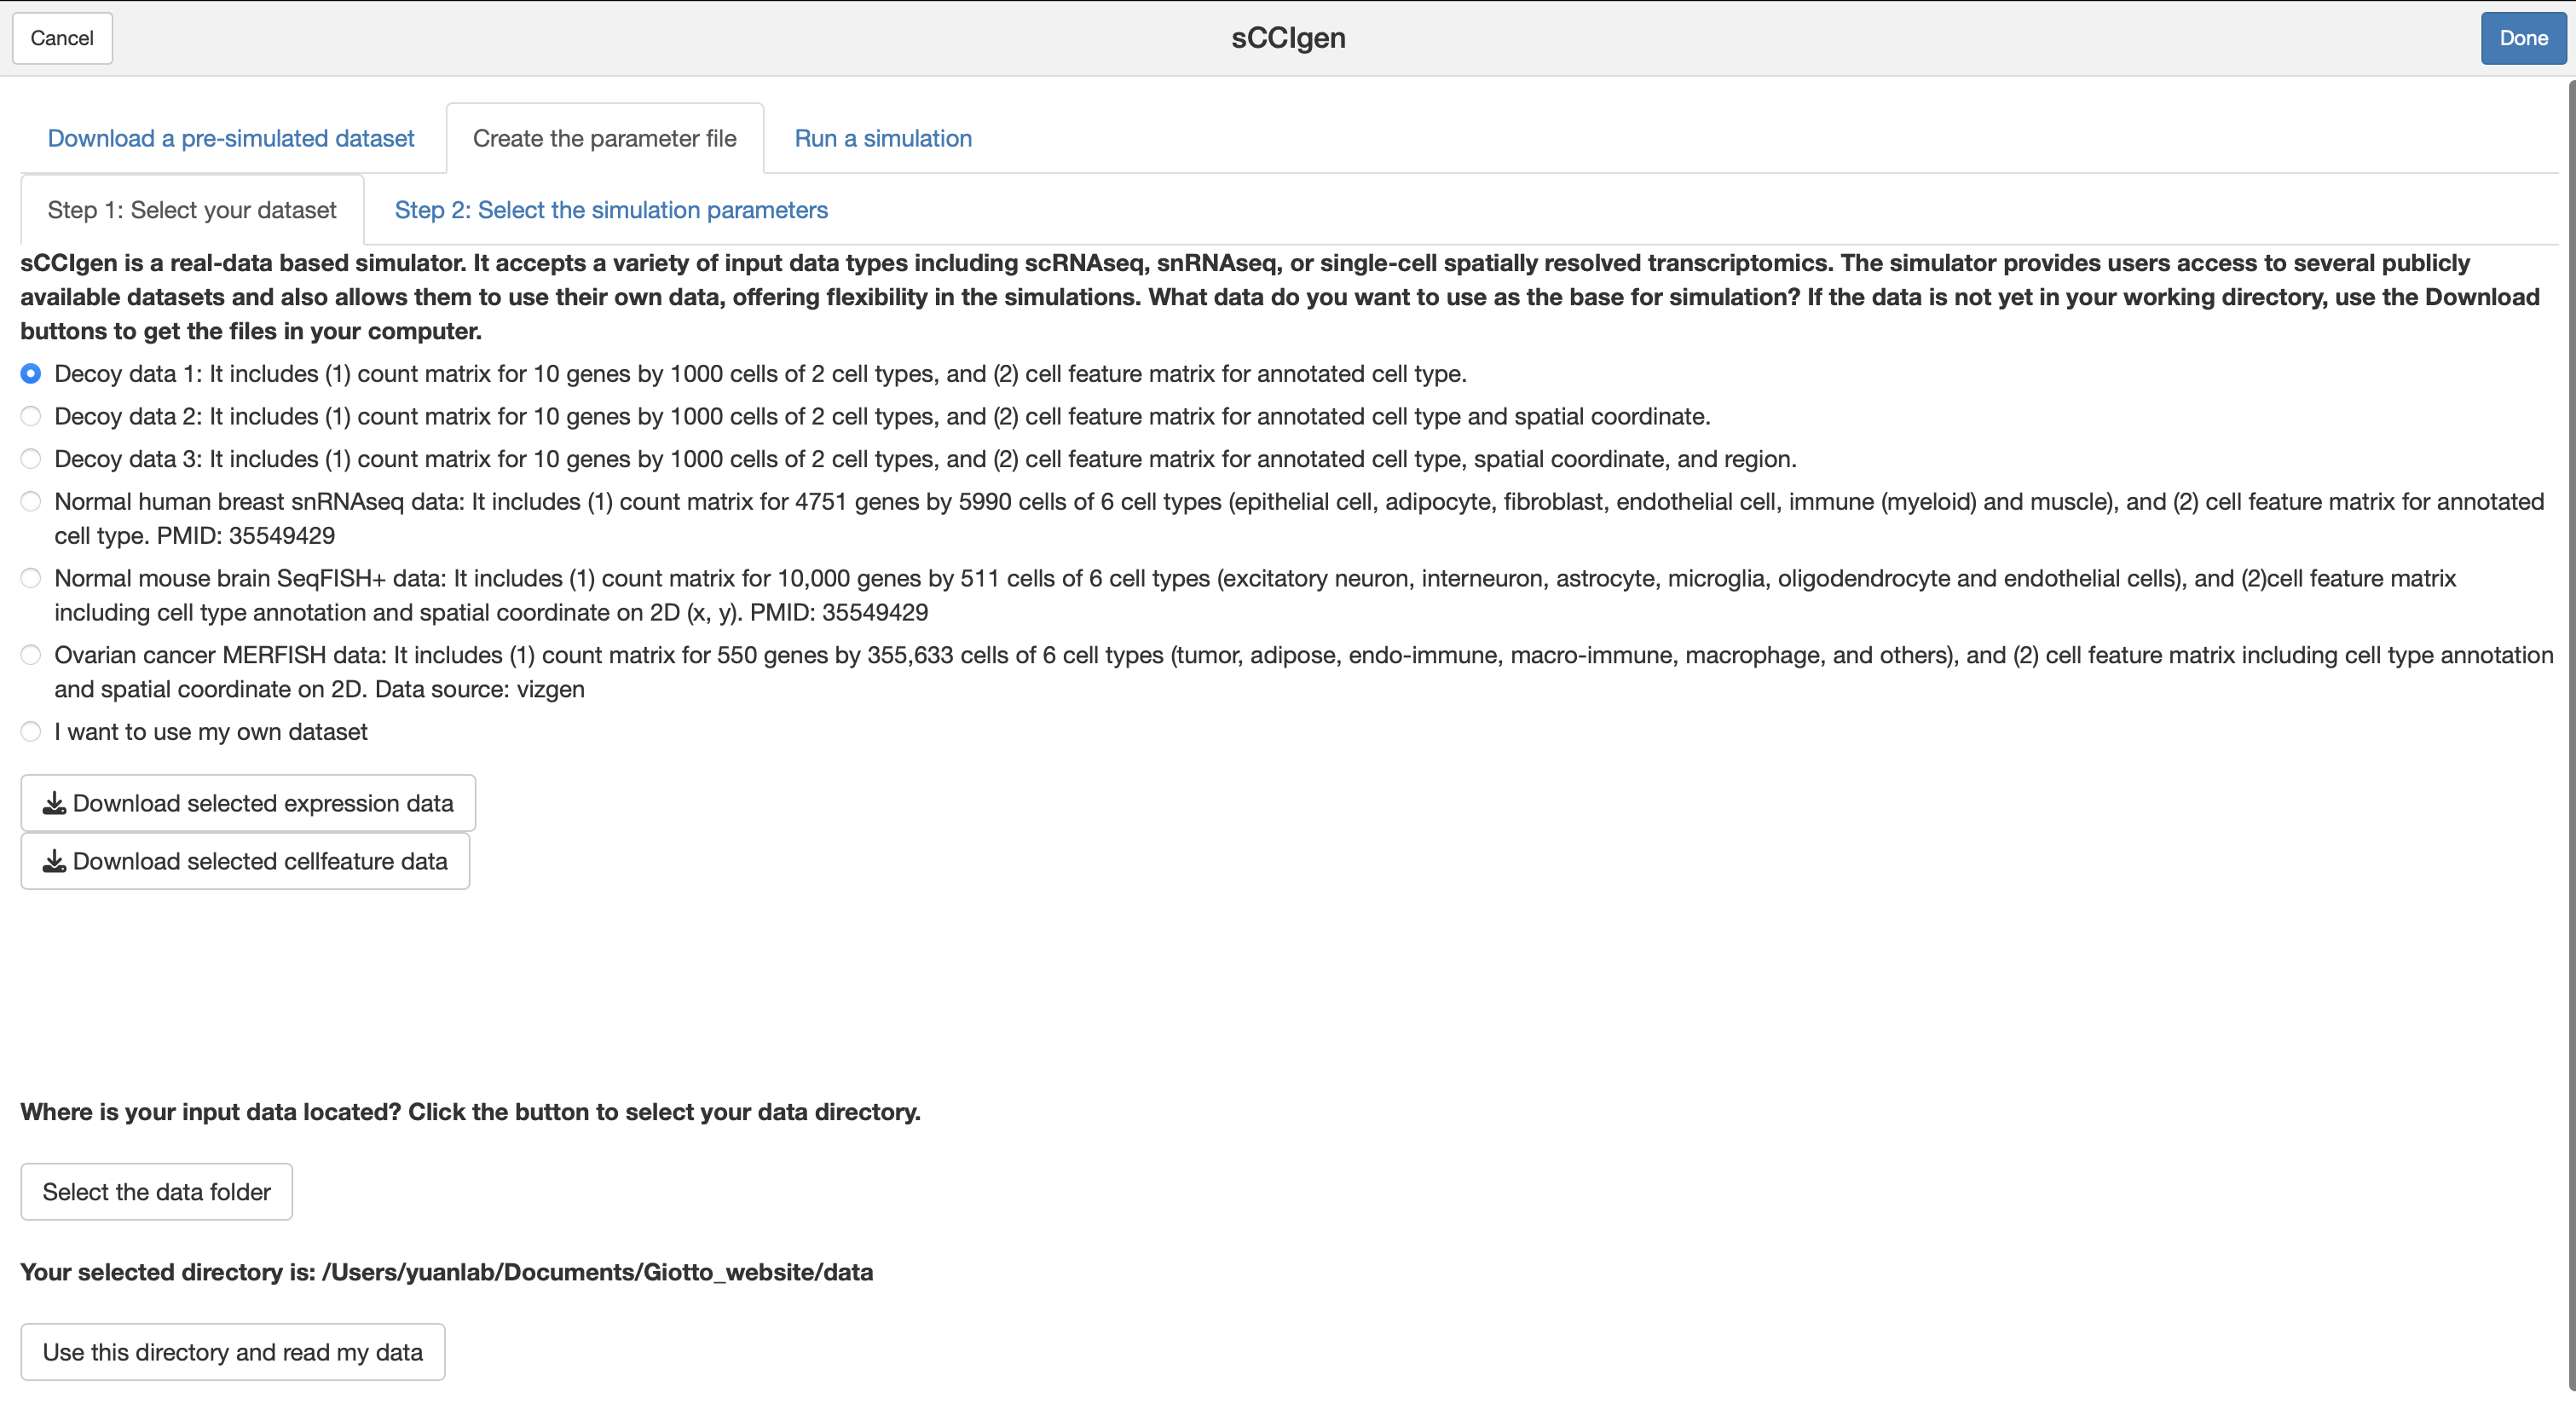 Cancel
sCCIgen
Done
Download a pre-simulated dataset
Create the parameter file
Run a simulation
Step 1: Select your dataset
Step 2: Select the simulation parameters
sCCIgen is a real-data based simulator. It accepts a variety of input data types including scRNAseq, snRNAseq, or single-cell spatially resolved transcriptomics. The simulator provides users access to several publicly
available datasets and also allows them to use their own data, offering flexibility in the simulations. What data do you want to use as the base for simulation? If the data is not yet in your working directory, use the Download
buttons to get the files in your computer.
Decoy data 1: It includes (1) count matrix for 10 genes by 1000 cells of 2 cell types, and (2) cell feature matrix for annotated cell type.
Decoy data 2: It includes (1) count matrix for 10 genes by 1000 cells of 2 cell types, and (2) cell feature matrix for annotated cell type and spatial coordinate.
Decoy data 3: It includes (1) count matrix for 10 genes by 1000 cells of 2 cell types, and (2) cell feature matrix for annotated cell type, spatial coordinate, and region.
Normal human breast snRNAseq data: It includes (1) count matrix for 4751 genes by 5990 cells of 6 cell types (epithelial cell, adipocyte, fibroblast, endothelial cell, immune (myeloid) and muscle), and (2) cell feature matrix for annotated
cell type. PMID: 35549429
Normal mouse brain SeqFISH+ data: It includes (1) count matrix for 10,000 genes by 511 cells of 6 cell types (excitatory neuron, interneuron, astrocyte, microglia, oligodendrocyte and endothelial cells), and (2)cell feature matrix
including cell type annotation and spatial coordinate on 2D (x, y). PMID: 35549429
Ovarian cancer MERFISH data: It includes (1) count matrix for 550 genes by 355,633 cells of 6 cell types (tumor, adipose, endo-immune, macro-immune, macrophage, and others), and (2) cell feature matrix including cell type annotation
and spatial coordinate on 2D. Data source: vizgen
I want to use my own dataset
Download selected expression data
Download selected cellfeature data
Where is your input data located? Click the button to select your data directory.
Select the data folder
Your selected directory is: /Users/yuanlab/Documents/Giotto_website/data
Use this directory and read my data